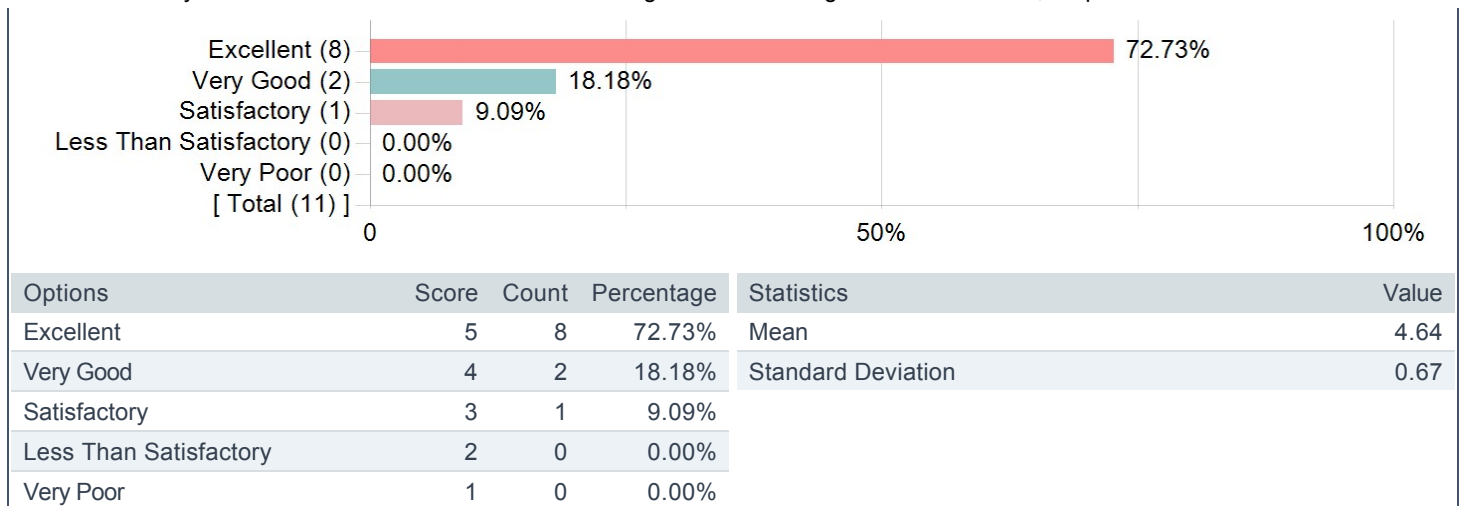 Excellent (8) 72.73%
Very Good (2) 18.18%
Satisfactory (1) 9.09%
Less Than Satisfactory (0) 0.00%
Very Poor (0) 0.00%
[ Total (11) ]
0 50% 100%
Options Score Count Percentage
Excellent 5 8 72.73%
Very Good 4 2 18.18%
Satisfactory 3 1 9.09%
Less Than Satisfactory 2 0 0.00%
Very Poor 1 0 0.00%
Statistics Value
Mean 4.64
Standard Deviation 0.67